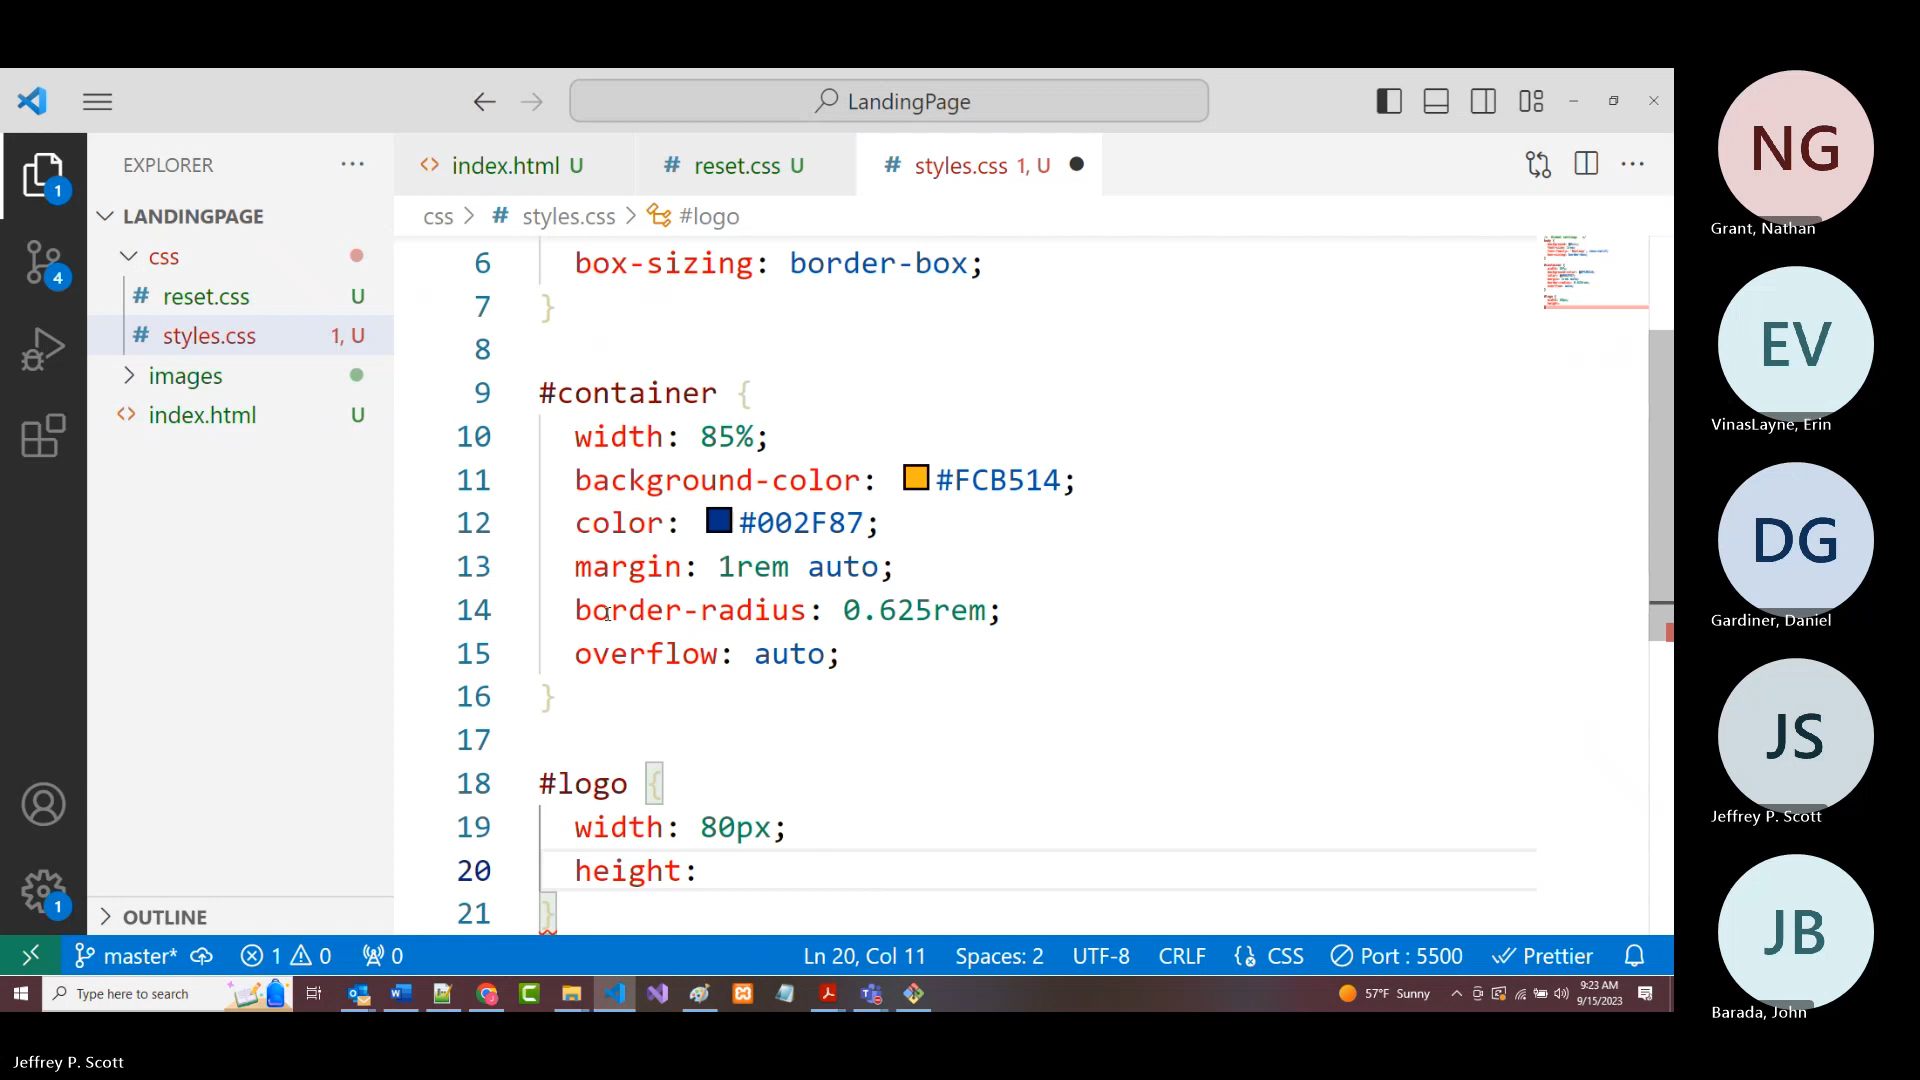 LandingPage
EXPLORER
LANDINGPAGE
css
# reset.css U
# styles.css 1, U
images
<> index.html U
OUTLINE
<> index.html U
# reset.css U
# styles.css 1, U
css > # styles.css > #logo
6 box-sizing: border-box;
7 }
8
9 #container {
10 width: 85%;
11 background-color: #FCB514;
12 color: #002F87;
13 margin: 1rem auto;
14 border-radius: 0.625rem;
15 overflow: auto;
16 }
17
18 #logo {
19 width: 80px;
20 height:
21 }
1
4
1
master* 1 0 0
Ln 20, Col 11 Spaces: 2 UTF-8 CRLF CSS Port : 5500 Prettier
Type here to search
57°F Sunny
9:23 AM
9/15/2023
NG
Grant, Nathan
EV
VinasLayne, Erin
DG
Gardiner, Daniel
JS
Jeffrey P. Scott
JB
Barada, John
Jeffrey P. Scott